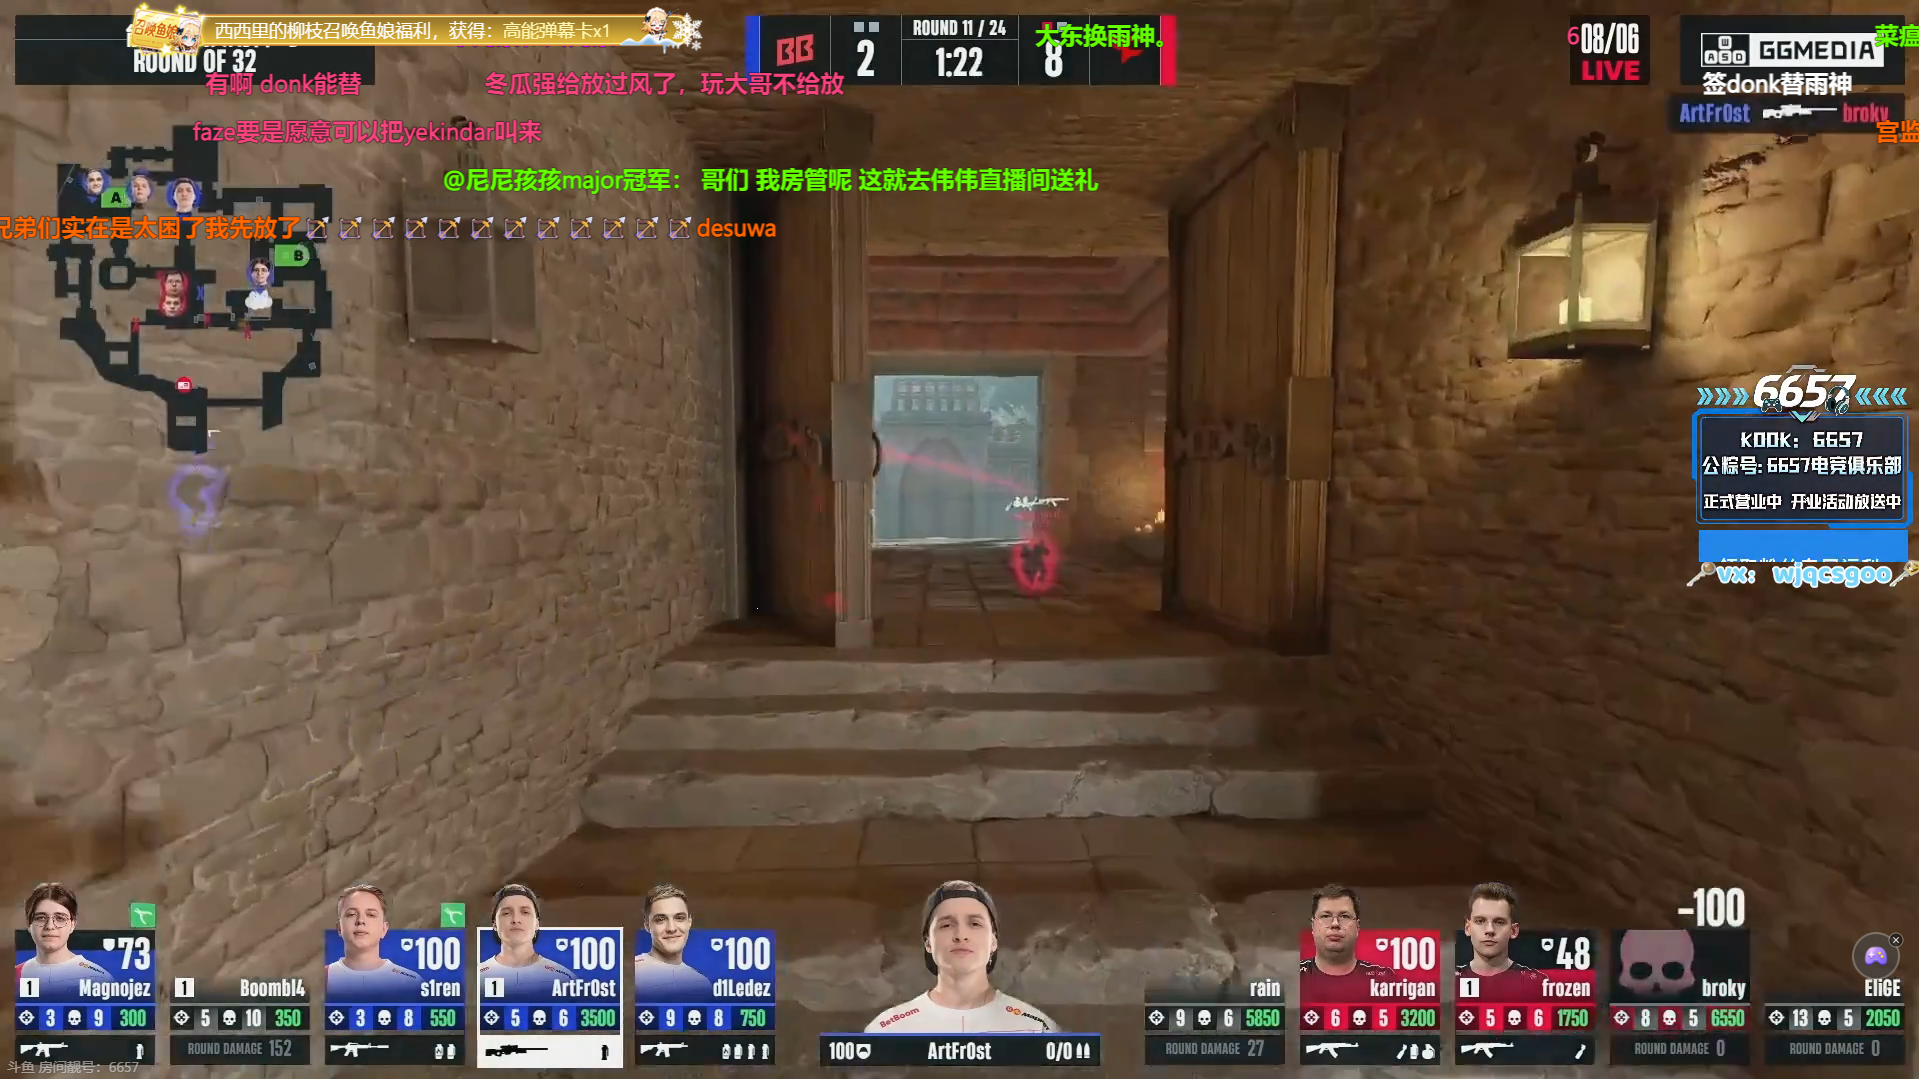 西西里的柳枝召唤鱼娘福利，获得：高能弹幕卡x1
召唤鱼娘
ROUND OF 32
2
ROUND 11 / 24
1:22
8
大东换雨神。
6
08/06
LIVE
GGMEDIA
菜瘟
有啊 donk能替
冬瓜强给放过风了，玩大哥不给放
签donk替雨神
ArtFr0st
broky
faze要是愿意可以把yekindar叫来
宫监
@尼尼孩孩major冠军： 哥们 我房管呢 这就去伟伟直播间送礼
A
兄弟们实在是太困了我先放了
desuwa
B
6657
KOOK: 6657
公粽号: 6657电竞俱乐部
正式营业中 开业活动放送中
vx: wjqcsgoo
73
1 Magnojez
3 9 300
1 Boombl4
5 10 350
ROUND DAMAGE 152
100
s1ren
3 8 550
100
1 ArtFr0st
5 6 3500
100
d1Ledez
9 8 750
BetBoom
100 ArtFr0st 0/0
rain
9 6 5850
ROUND DAMAGE 27
100
karrigan
6 5 3200
48
1 frozen
5 6 1750
-100
broky
8 5 6550
ROUND DAMAGE 0
EliGE
13 5 2050
ROUND DAMAGE 0
斗鱼 房间靓号：6657